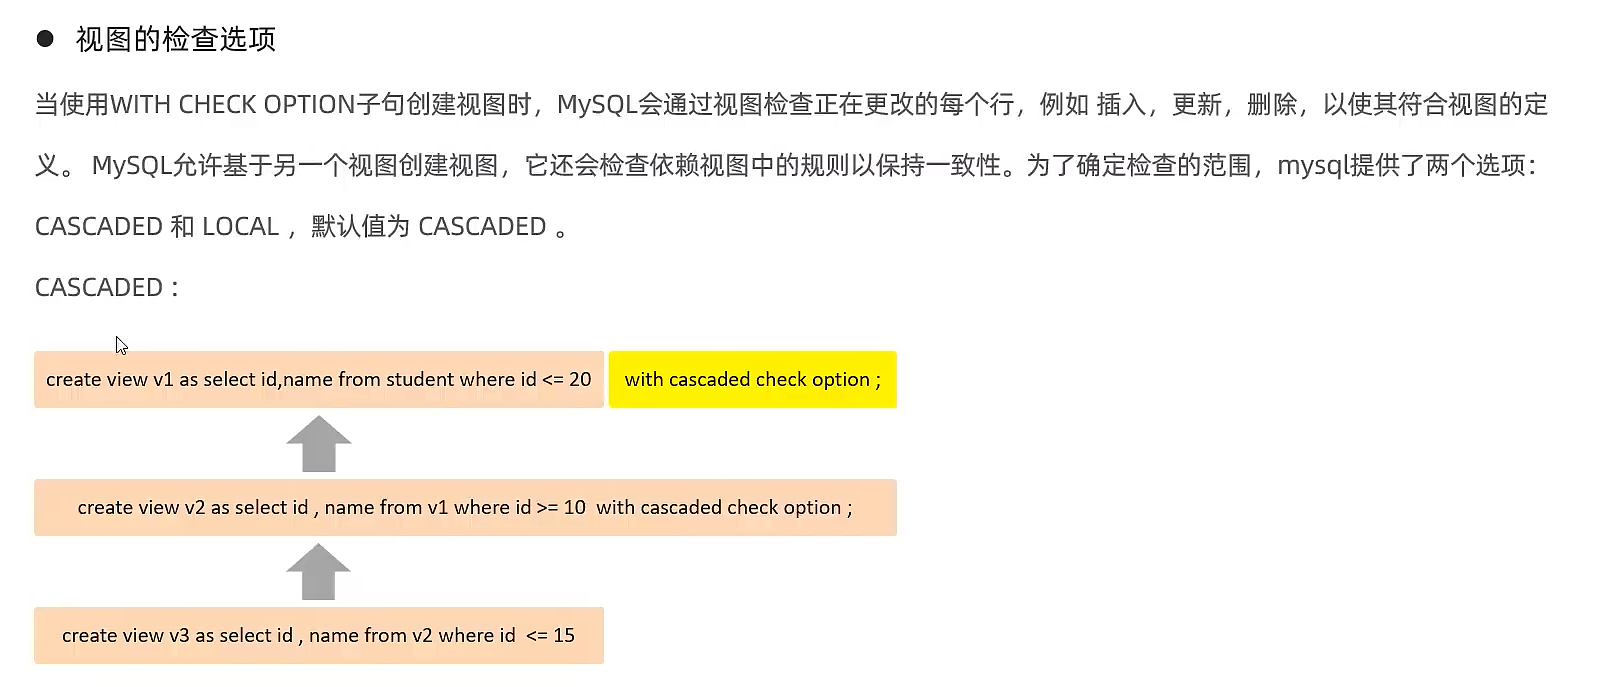 ● 视图的检查选项
当使用WITH CHECK OPTION子句创建视图时，MySQL会通过视图检查正在更改的每个行，例如 插入，更新，删除，以使其符合视图的定
义。 MySQL允许基于另一个视图创建视图，它还会检查依赖视图中的规则以保持一致性。为了确定检查的范围，mysql提供了两个选项：
CASCADED 和 LOCAL ，默认值为 CASCADED 。
CASCADED :
create view v1 as select id,name from student where id <= 20 with cascaded check option ;
create view v2 as select id , name from v1 where id >= 10 with cascaded check option ;
create view v3 as select id , name from v2 where id <= 15